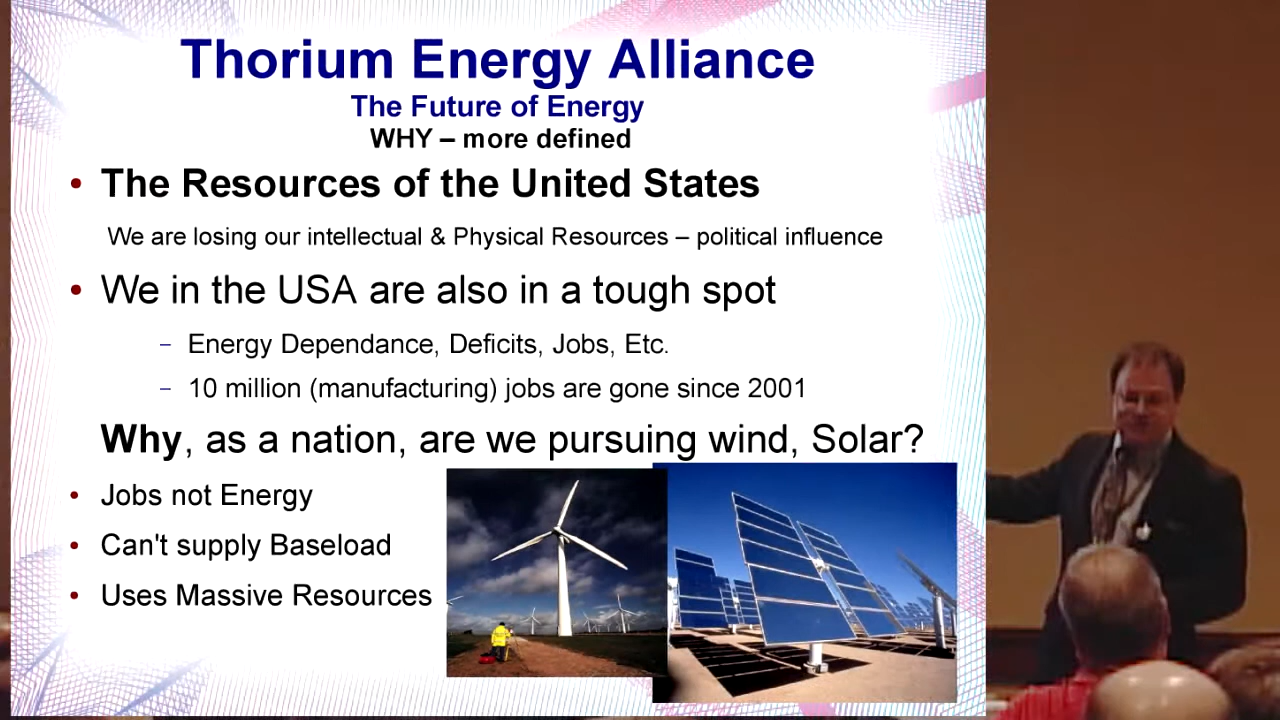 Thorium Energy Alliance
The Future of Energy
WHY – more defined
• The Resources of the United States
We are losing our intellectual & Physical Resources – political influence
• We in the USA are also in a tough spot
– Energy Dependance, Deficits, Jobs, Etc.
– 10 million (manufacturing) jobs are gone since 2001
Why, as a nation, are we pursuing wind, Solar?
• Jobs not Energy
• Can't supply Baseload
• Uses Massive Resources